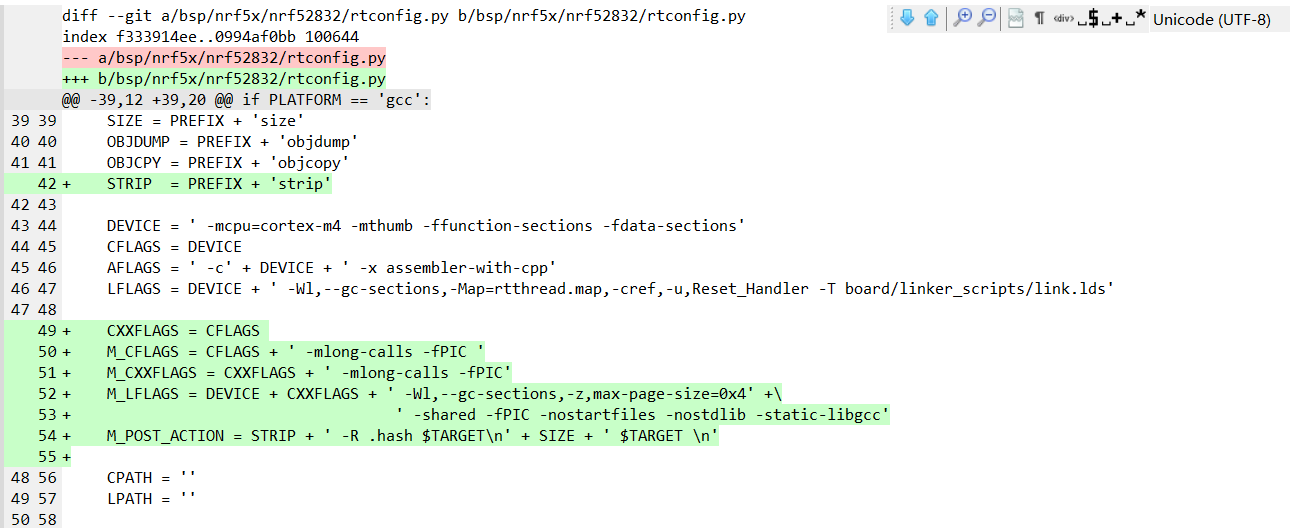 diff --git a/bsp/nrf5x/nrf52832/rtconfig.py b/bsp/nrf5x/nrf52832/rtconfig.py
index f333914ee..0994af0bb 100644
--- a/bsp/nrf5x/nrf52832/rtconfig.py
+++ b/bsp/nrf5x/nrf52832/rtconfig.py
@@ -39,12 +39,20 @@ if PLATFORM == 'gcc':
39 39     SIZE = PREFIX + 'size'
40 40     OBJDUMP = PREFIX + 'objdump'
41 41     OBJCPY = PREFIX + 'objcopy'
42 +    STRIP  = PREFIX + 'strip'
42 43
43 44     DEVICE = ' -mcpu=cortex-m4 -mthumb -ffunction-sections -fdata-sections'
44 45     CFLAGS = DEVICE
45 46     AFLAGS = ' -c' + DEVICE + ' -x assembler-with-cpp'
46 47     LFLAGS = DEVICE + ' -Wl,--gc-sections,-Map=rtthread.map,-cref,-u,Reset_Handler -T board/linker_scripts/link.lds'
47 48
49 +    CXXFLAGS = CFLAGS
50 +    M_CFLAGS = CFLAGS + ' -mlong-calls -fPIC '
51 +    M_CXXFLAGS = CXXFLAGS + ' -mlong-calls -fPIC'
52 +    M_LFLAGS = DEVICE + CXXFLAGS + ' -Wl,--gc-sections,-z,max-page-size=0x4' +\
53 +                                    ' -shared -fPIC -nostartfiles -nostdlib -static-libgcc'
54 +    M_POST_ACTION = STRIP + ' -R .hash $TARGET\n' + SIZE + ' $TARGET \n'
55 +
48 56     CPATH = ''
49 57     LPATH = ''
50 58
¶ <div> ␣$␣+␣* Unicode (UTF-8)